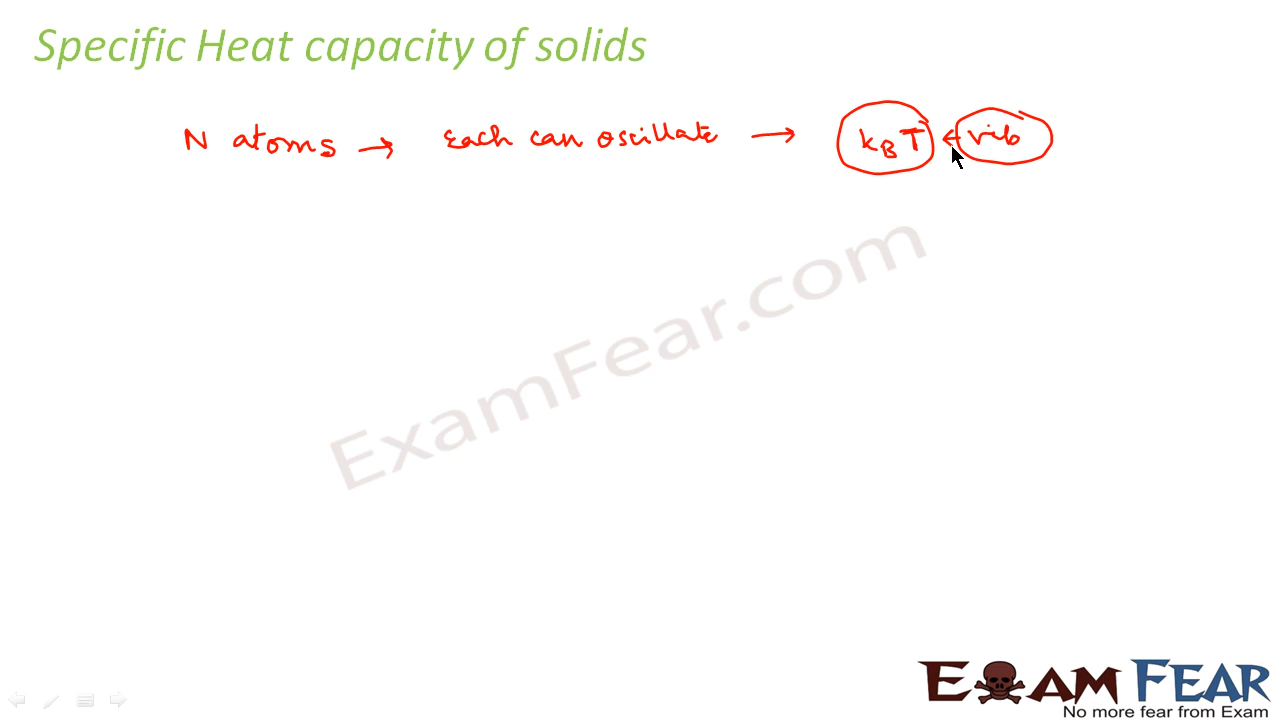 Specific Heat capacity of solids
N atoms → Each can oscillate → kB T ← vib
ExamFear.com
EXAM FEAR
No more fear from Exam